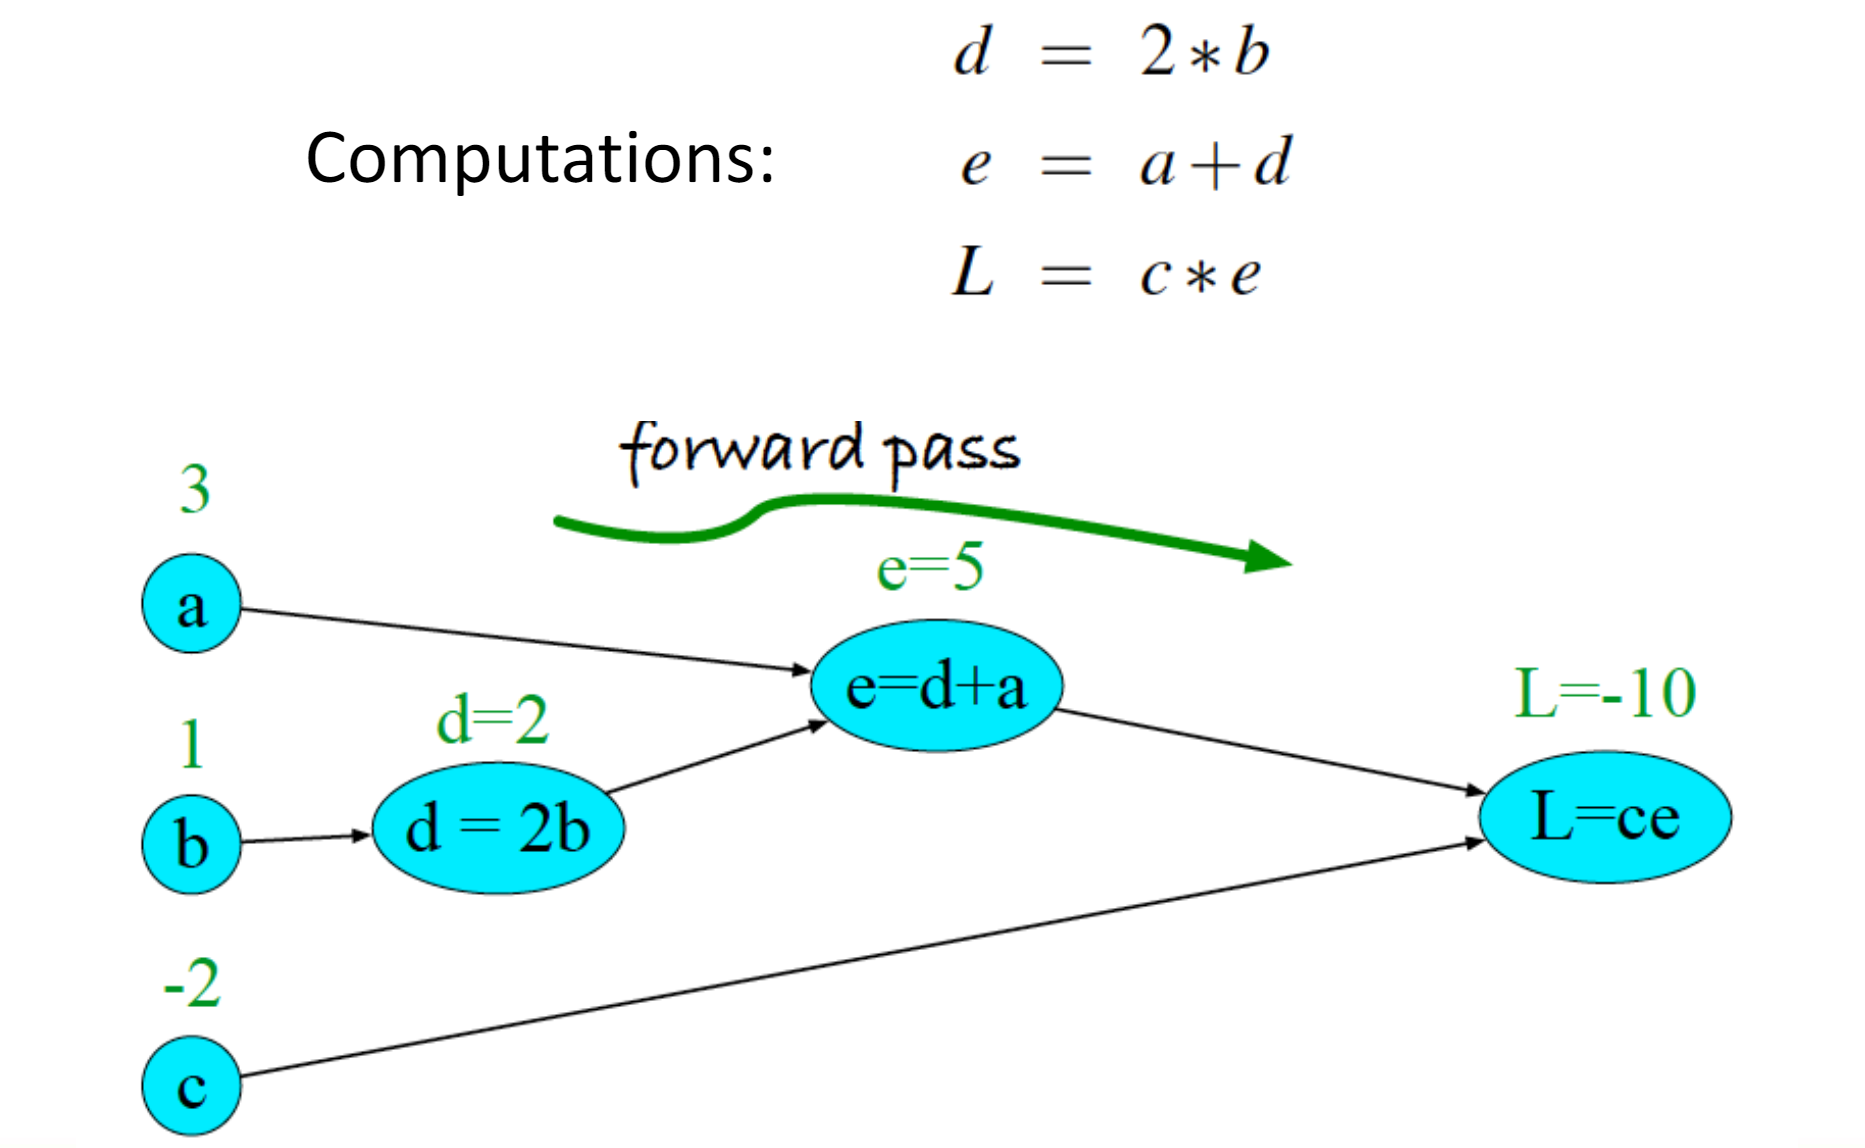 d = 2 * b
Computations:
e = a + d
L = c * e
forward pass
3
e=5
a
e=d+a
L=-10
1
d=2
b
d = 2b
L=ce
-2
c